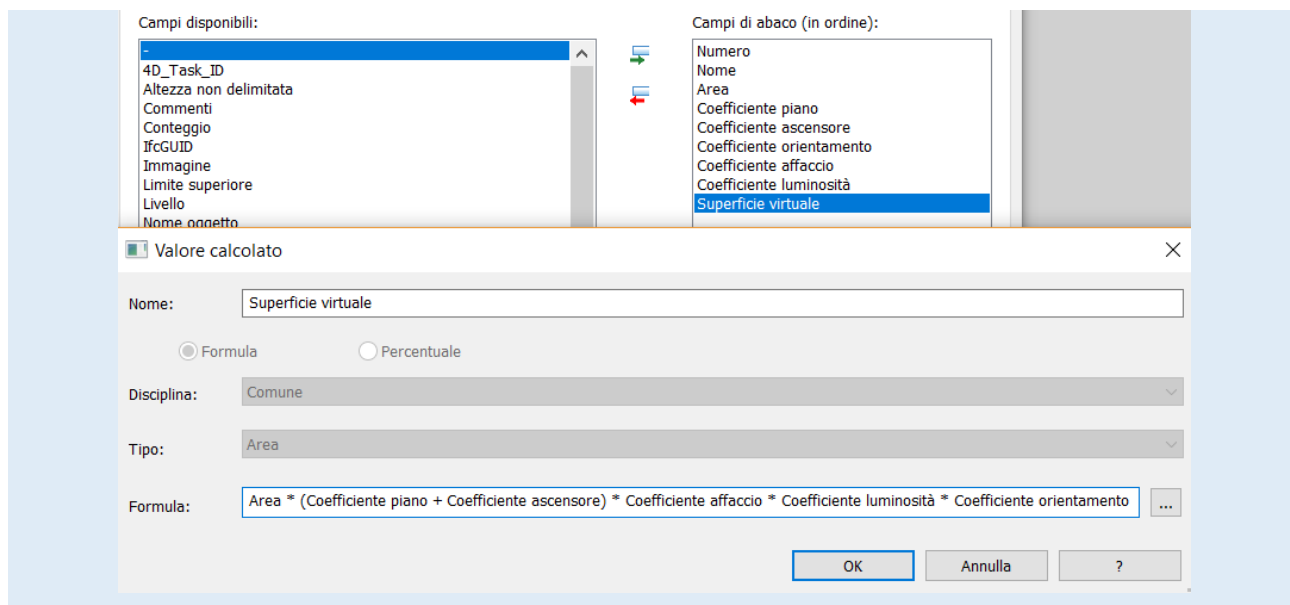 Campi disponibili:
Campi di abaco (in ordine):
-
4D_Task_ID
Altezza non delimitata
Commenti
Conteggio
IfcGUID
Immagine
Limite superiore
Livello
Nome oggetto
Numero
Nome
Area
Coefficiente piano
Coefficiente ascensore
Coefficiente orientamento
Coefficiente affaccio
Coefficiente luminosità
Superficie virtuale
Valore calcolato
Nome:
Superficie virtuale
Formula
Percentuale
Disciplina:
Comune
Tipo:
Area
Formula:
Area * (Coefficiente piano + Coefficiente ascensore) * Coefficiente affaccio * Coefficiente luminosità * Coefficiente orientamento
...
OK
Annulla
?